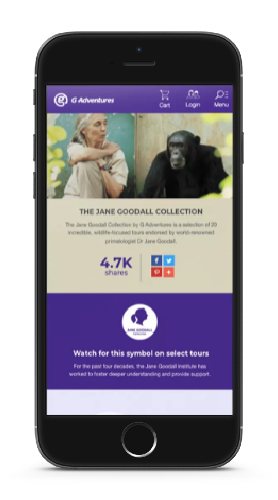 iG Adventures
Cart
Login
Menu
THE JANE GOODALL COLLECTION
The Jane Goodall Collection by iG Adventures is a selection of 20
incredible, wildlife-focused tours endorsed by world-renowned
primatologist Dr Jane Goodall.
4.7K
shares
JANE GOODALL
Watch for this symbol on select tours
For the past four decades, the Jane Goodall Institute has
worked to foster deeper understanding and provide support.